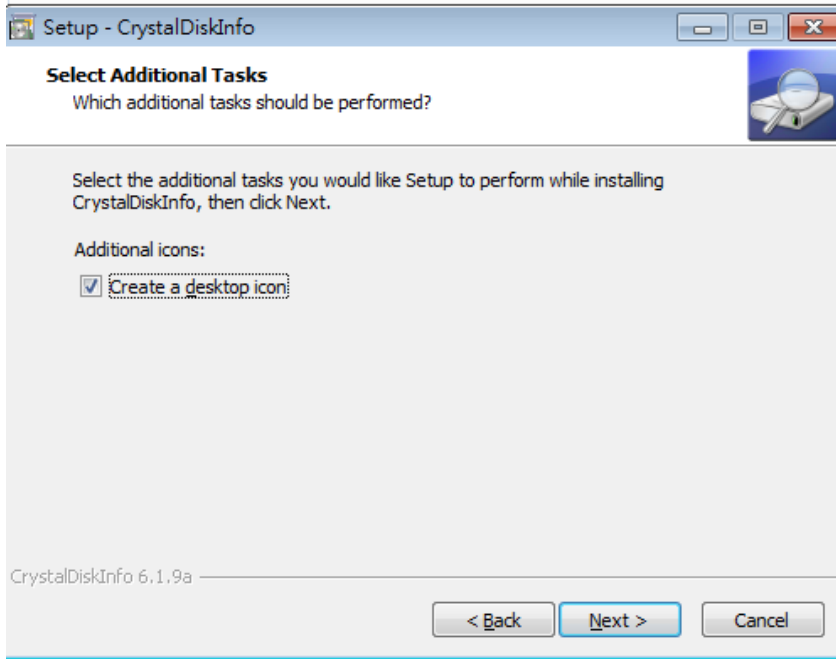 Setup - CrystalDiskInfo
Select Additional Tasks
Which additional tasks should be performed?
Select the additional tasks you would like Setup to perform while installing
CrystalDiskInfo, then click Next.
Additional icons:
Create a desktop icon
CrystalDiskInfo 6.1.9a
< Back
Next >
Cancel